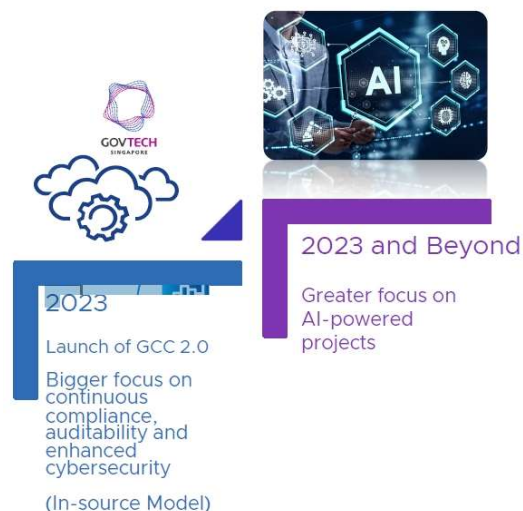 GOVTECH
SINGAPORE
2023
Launch of GCC 2.0
Bigger focus on
continuous
compliance,
auditability and
enhanced
cybersecurity
(In-source Model)
AI
2023 and Beyond
Greater focus on
AI-powered
projects